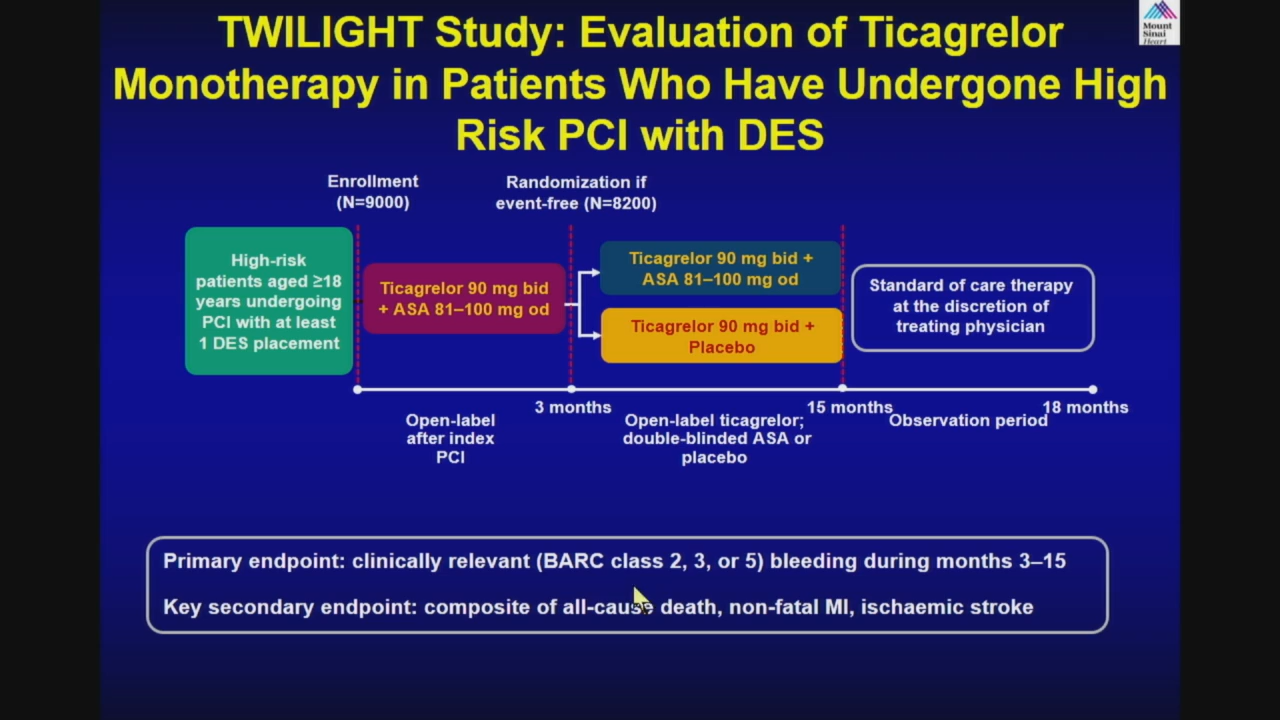 TWILIGHT Study: Evaluation of Ticagrelor
Monotherapy in Patients Who Have Undergone High
Risk PCI with DES
Mount
Sinai
Heart
Enrollment
(N=9000)
Randomization if
event-free (N=8200)
High-risk
patients aged ≥18
years undergoing
PCI with at least
1 DES placement
Ticagrelor 90 mg bid
+ ASA 81–100 mg od
Ticagrelor 90 mg bid +
ASA 81–100 mg od
Ticagrelor 90 mg bid +
Placebo
Standard of care therapy
at the discretion of
treating physician
3 months
15 months
18 months
Open-label
after index
PCI
Open-label ticagrelor;
double-blinded ASA or
placebo
Observation period
Primary endpoint: clinically relevant (BARC class 2, 3, or 5) bleeding during months 3–15
Key secondary endpoint: composite of all-cause death, non-fatal MI, ischaemic stroke